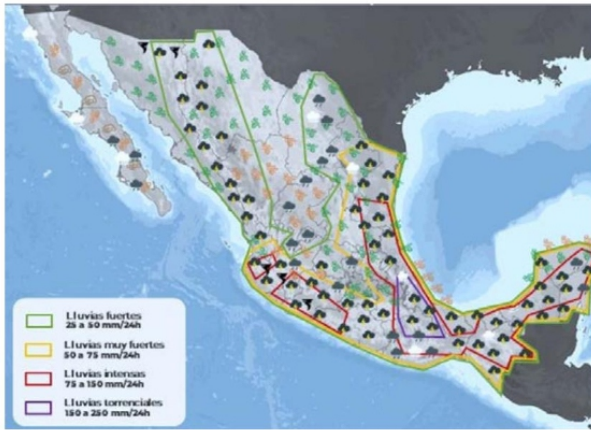 Lluvias fuertes
25 a 50 mm/24h
Lluvias muy fuertes
50 a 75 mm/24h
Lluvias intensas
75 a 150 mm/24h
Lluvias torrenciales
150 a 250 mm/24h